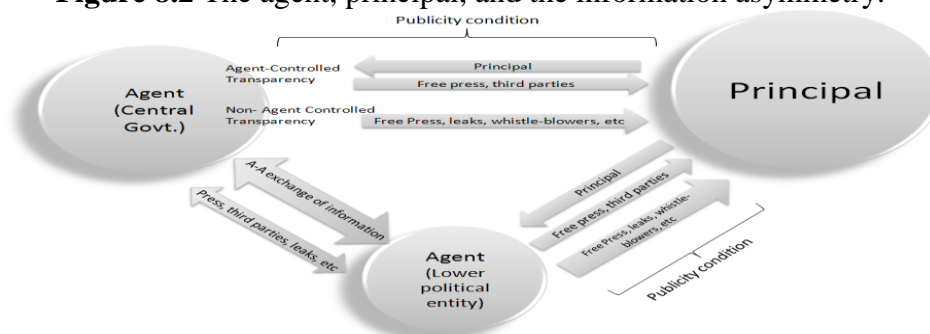 Figure 8.2 The agent, principal, and the information asymmetry.
Publicity condition
Agent-Controlled
Transparency
Principal
Free press, third parties
Agent
(Central
Govt.)
Principal
Non- Agent Controlled
Transparency
Free Press, leaks, whistle-blowers, etc
A-A exchange of information
Press, third parties, leaks, etc
Principal
Free press, third parties
Free Press, leaks, whistle-
blowers, etc
Publicity condition
Agent
(Lower
political
entity)